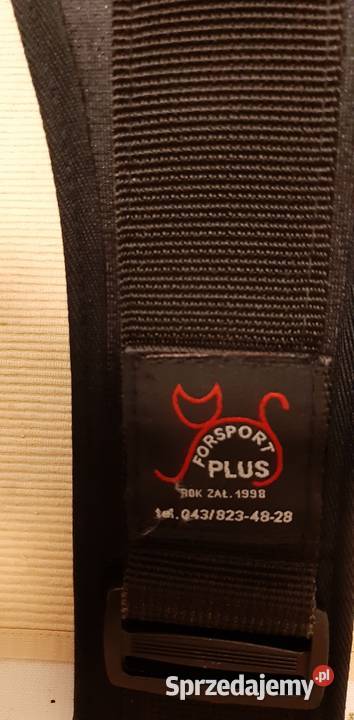 FORSPORT
PLUS
ROK ZAŁ. 1998
tel. 043/823-48-28
Sprzedajemy.pl